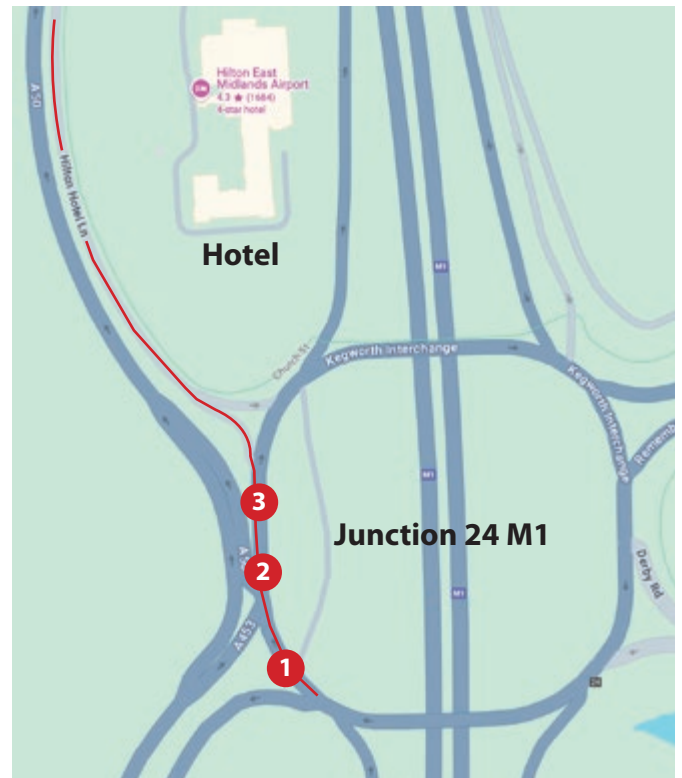 Hilton East
Midlands Airport
4.3 ★ (1684)
4-star hotel
A50
Hilton Hotel Ln
Hotel
M1
Church St
Kegworth Interchange
Kegworth Interchange
3
M1
Junction 24 M1
2
M1
Derby Rd
A453
1
24